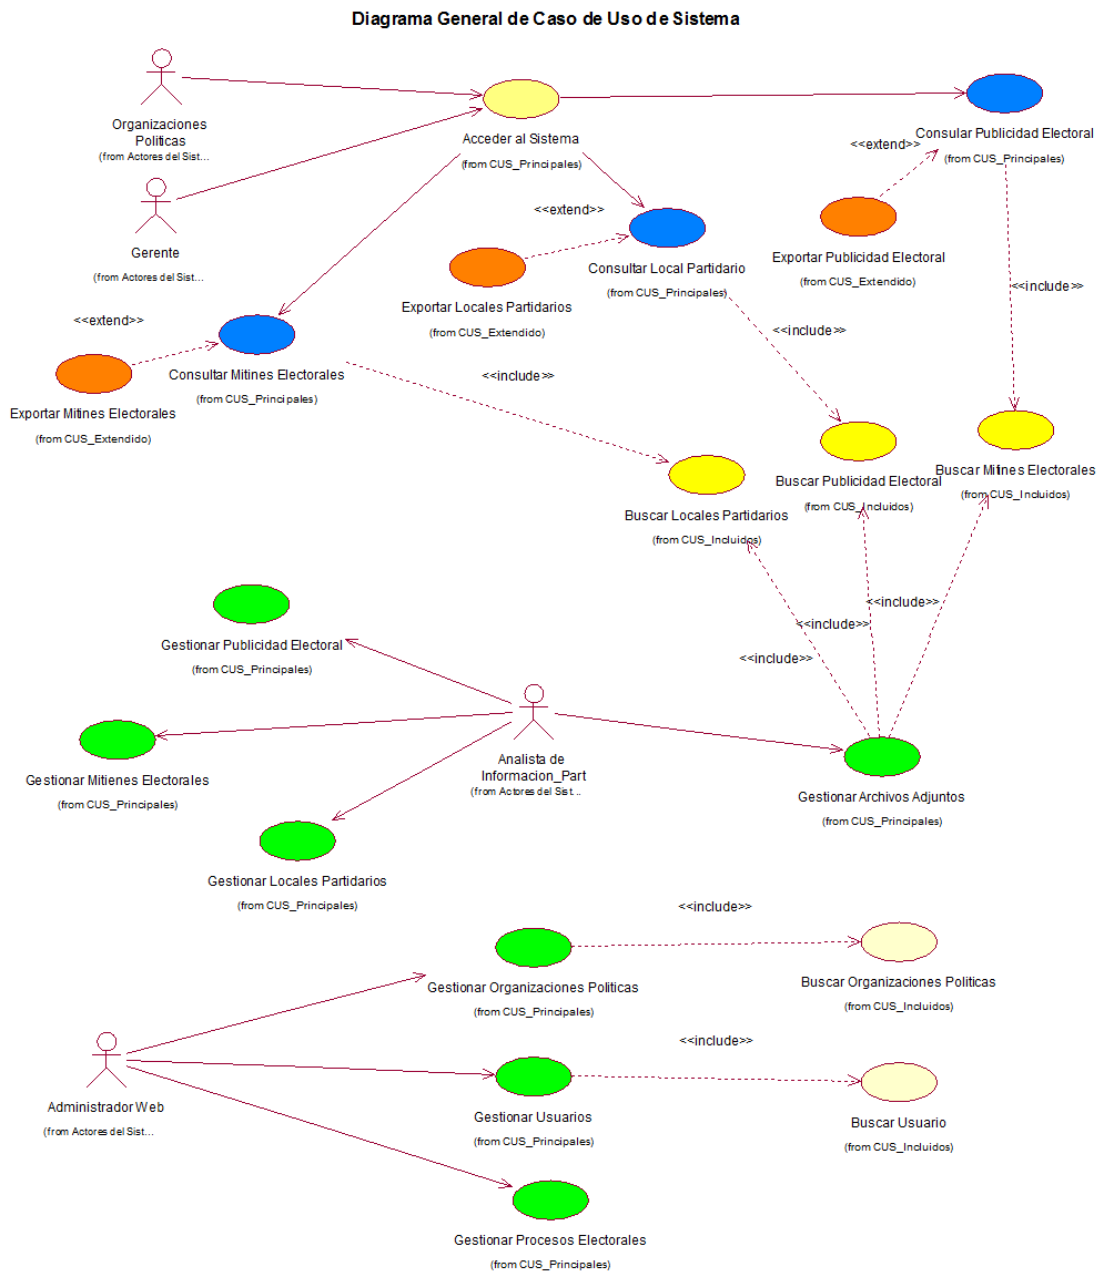 Diagrama General de Caso de Uso de Sistema
Organizaciones
Politicas
(from Actores del Sist...
Acceder al Sistema
(from CUS_Principales)
Consular Publicidad Electoral
(from CUS_Principales)
<<extend>>
Gerente
(from Actores del Sist...
<<extend>>
Consultar Local Partidario
(from CUS_Principales)
Exportar Publicidad Electoral
(from CUS_Extendido)
<<include>>
Exportar Locales Partidarios
(from CUS_Extendido)
<<extend>>
<<include>>
Consultar Mitines Electorales
(from CUS_Principales)
<<include>>
Exportar Mitines Electorales
(from CUS_Extendido)
Buscar Mitines Electorales
(from CUS_Incluidos)
Buscar Publicidad Electoral
(from CUS_Incluidos)
Buscar Locales Partidarios
(from CUS_Incluidos)
<<include>>
<<include>>
<<include>>
Gestionar Publicidad Electoral
(from CUS_Principales)
Analista de
Informacion_Part
(from Actores del Sist...
Gestionar Mitienes Electorales
(from CUS_Principales)
Gestionar Archivos Adjuntos
(from CUS_Principales)
Gestionar Locales Partidarios
(from CUS_Principales)
<<include>>
Gestionar Organizaciones Politicas
(from CUS_Principales)
Buscar Organizaciones Politicas
(from CUS_Incluidos)
<<include>>
Administrador Web
(from Actores del Sist...
Gestionar Usuarios
(from CUS_Principales)
Buscar Usuario
(from CUS_Incluidos)
Gestionar Procesos Electorales
(from CUS_Principales)